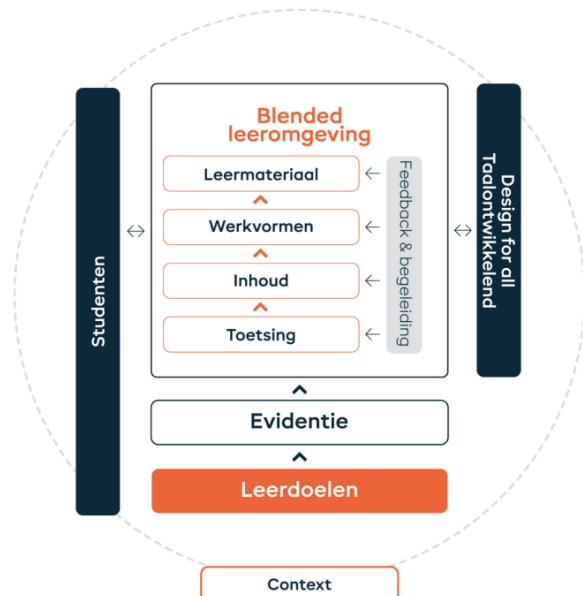 Blended
leeromgeving
Leermateriaal
Werkvormen
Inhoud
Toetsing
Feedback & begeleiding
Studenten
Design for all
Taalontwikkelend
Evidentie
Leerdoelen
Context